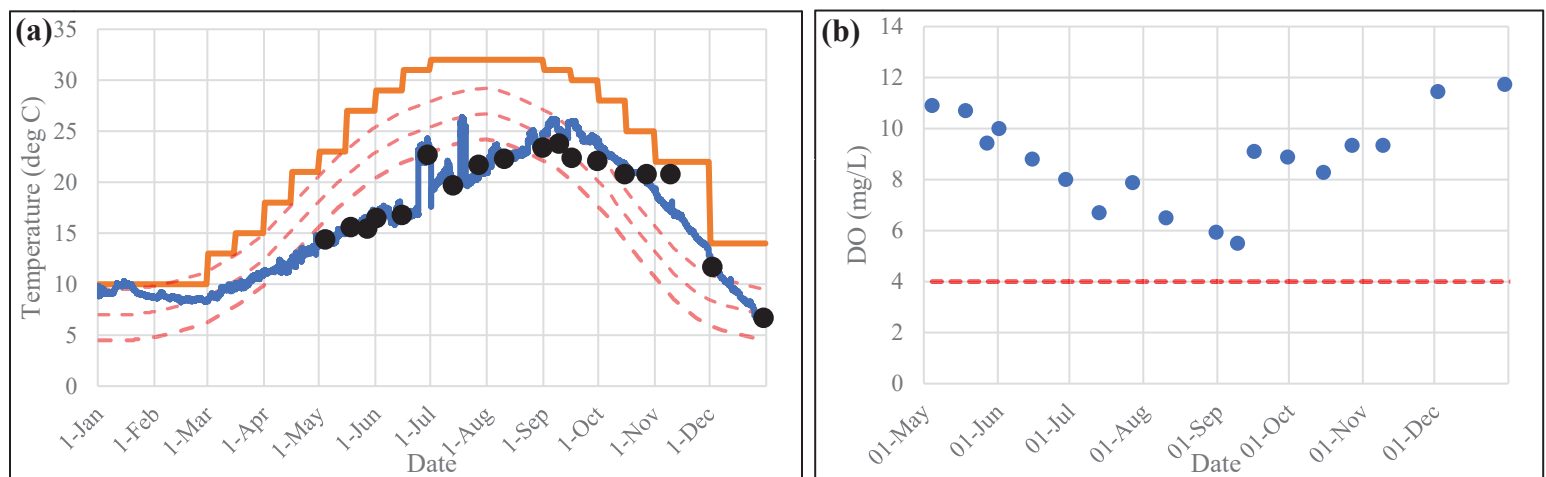 (a)
Temperature (deg C)
35
30
25
20
15
10
5
0
1-Jan
1-Feb
1-Mar
1-Apr
1-May
1-Jun
1-Jul
1-Aug
1-Sep
1-Oct
1-Nov
1-Dec
Date
(b)
DO (mg/L)
14
12
10
8
6
4
2
0
01-May
01-Jun
01-Jul
01-Aug
01-Sep
01-Oct
01-Nov
01-Dec
Date